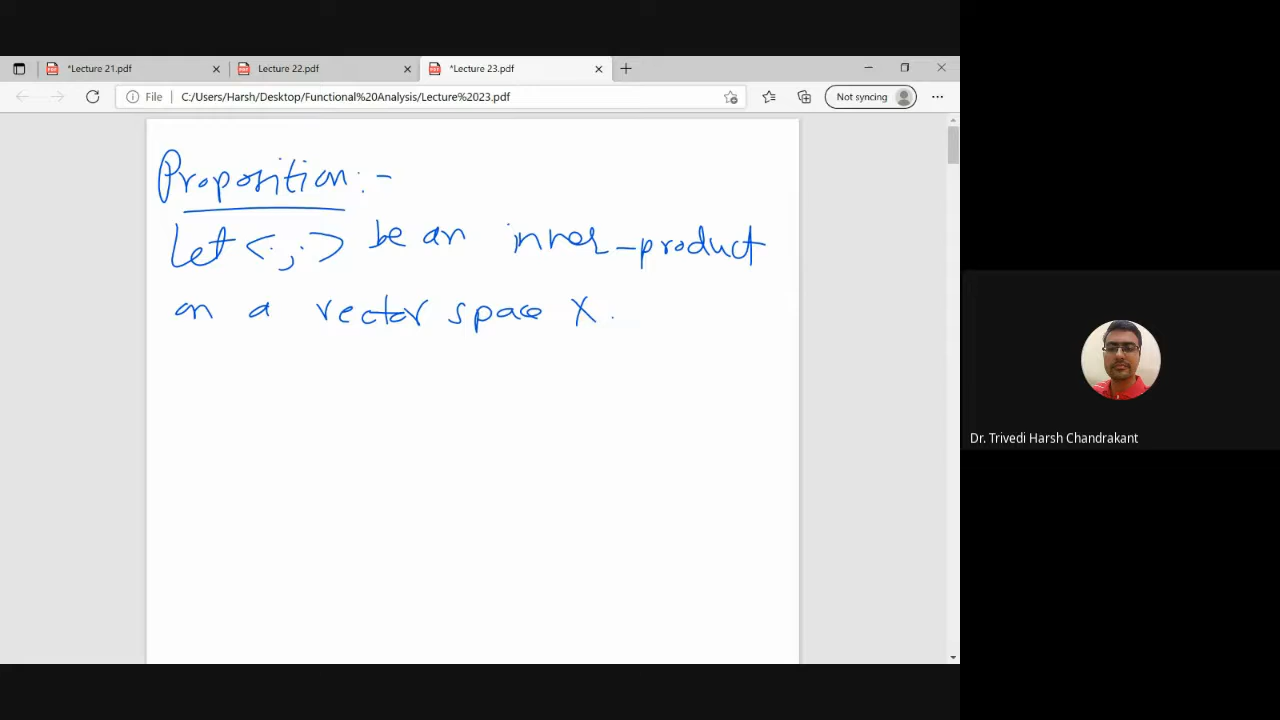 *Lecture 21.pdf
Lecture 22.pdf
*Lecture 23.pdf
File
C:/Users/Harsh/Desktop/Functional%20Analysis/Lecture%2023.pdf
Not syncing
Proposition:-
Let <.,.> be an inner-product
on a vector space X.
Dr. Trivedi Harsh Chandrakant